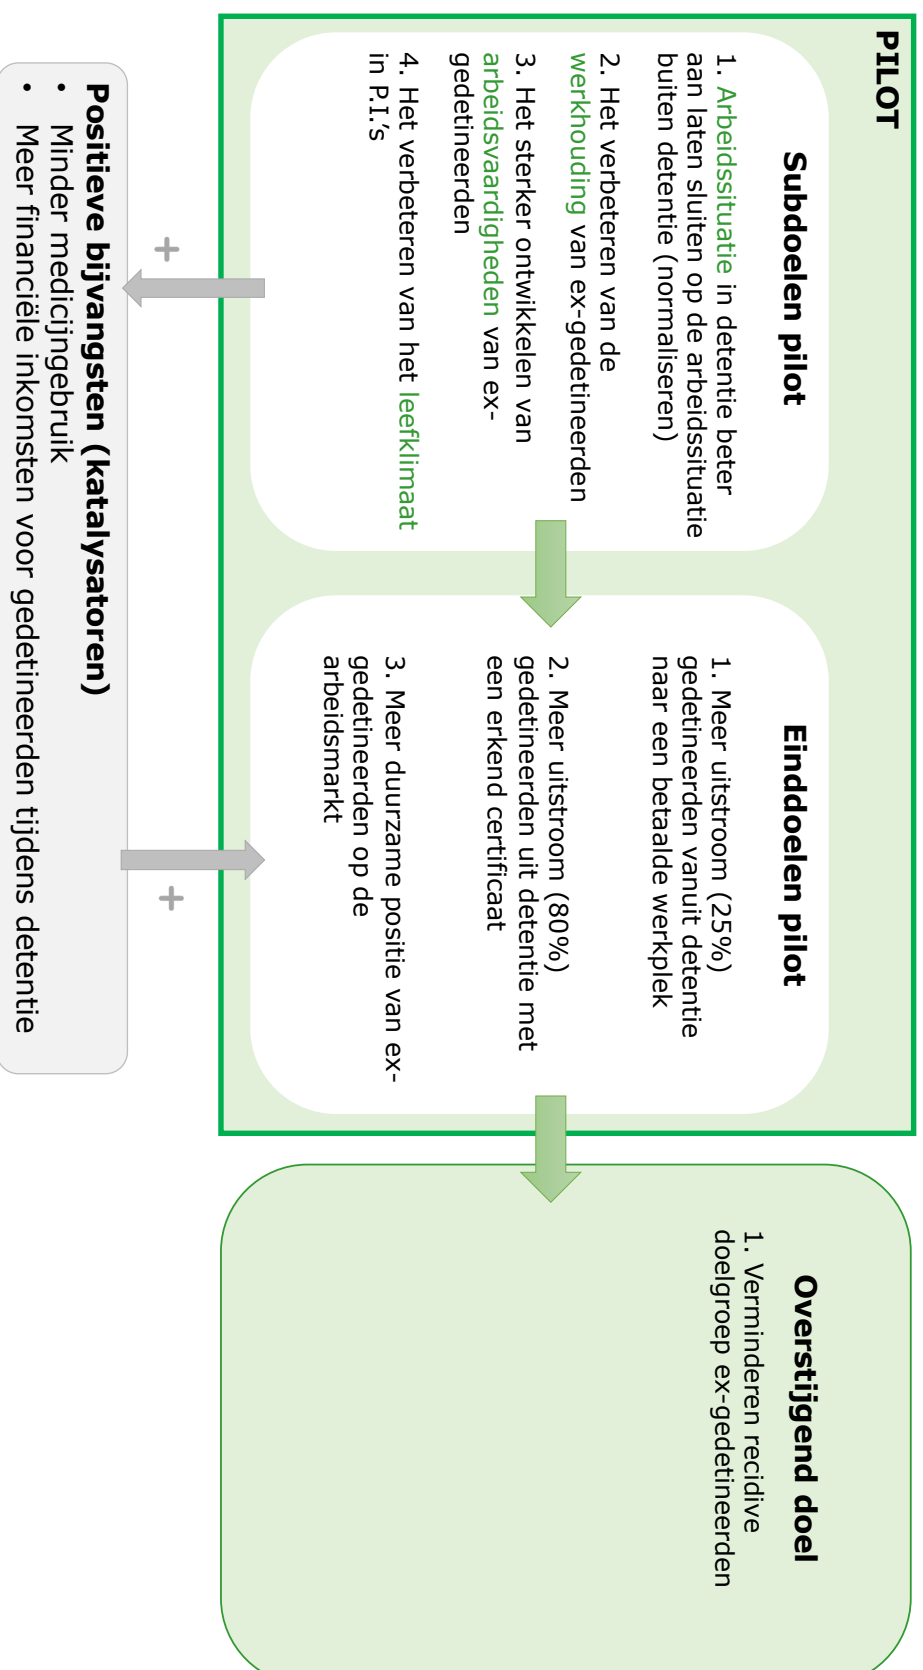 PILOT
Subdoelen pilot
1. Arbeidssituatie in detentie beter
aan laten sluiten op de arbeidssituatie
buiten detentie (normaliseren)
2. Het verbeteren van de
werkhouding van ex-gedetineerden
3. Het sterker ontwikkelen van
arbeidsvaardigheden van ex-
gedetineerden
4. Het verbeteren van het leefklimaat
in P.I.'s
Einddoelen pilot
1. Meer uitstroom (25%)
gedetineerden vanuit detentie
naar een betaalde werkplek
2. Meer uitstroom (80%)
gedetineerden uit detentie met
een erkend certificaat
3. Meer duurzame positie van ex-
gedetineerden op de
arbeidsmarkt
Overstijgend doel
1. Verminderen recidive
doelgroep ex-gedetineerden
+
+
Positieve bijvangsten (katalysatoren)
• Minder medicijngebruik
• Meer financiële inkomsten voor gedetineerden tijdens detentie